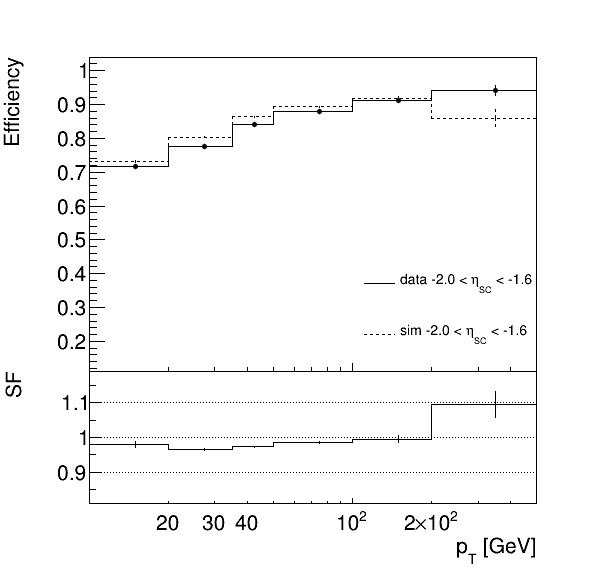 Efficiency
1
0.9
0.8
0.7
0.6
0.5
0.4
0.3
0.2
data -2.0 < η_SC < -1.6
sim -2.0 < η_SC < -1.6
SF
1.1
1
0.9
20 30 40 10² 2×10²
p_T [GeV]